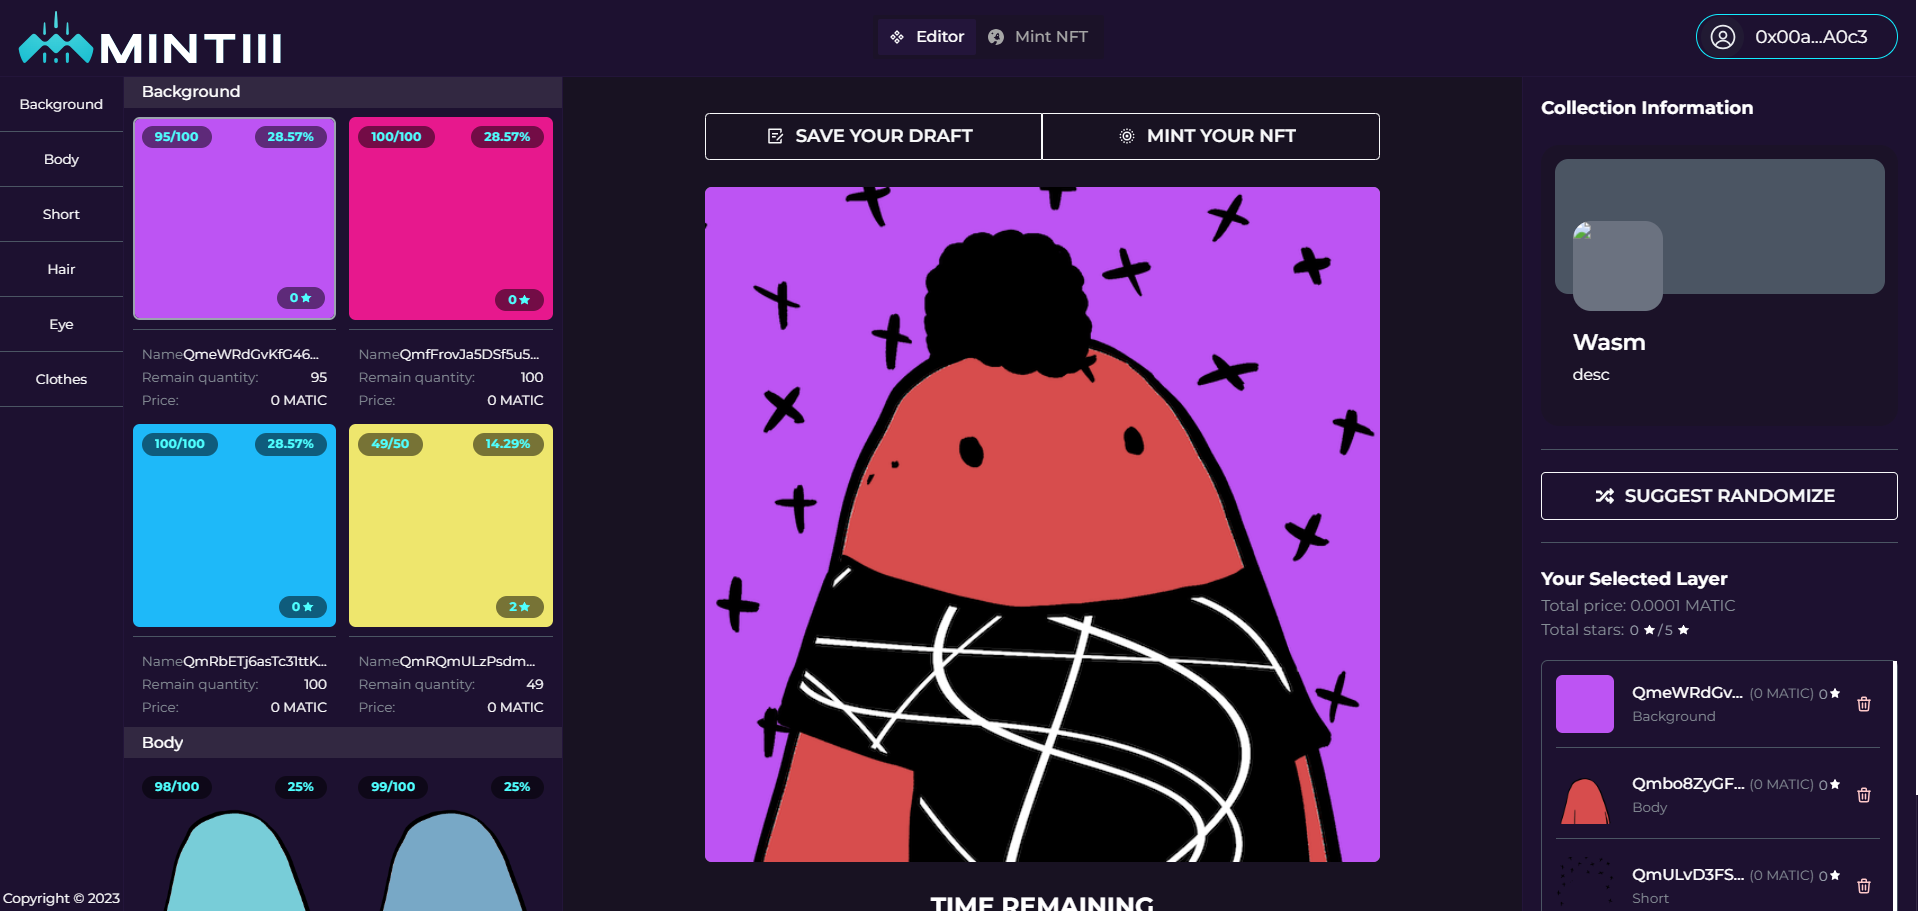 MINTIII
Editor
Mint NFT
0x00a...A0c3
Background
Body
Short
Hair
Eye
Clothes
Copyright © 2023
Background
95/100
28.57%
0
100/100
28.57%
0
NameQmeWRdGvKfG46...
Remain quantity: 95
Price: 0 MATIC
NameQmfFrovJa5DSf5u5...
Remain quantity: 100
Price: 0 MATIC
100/100
28.57%
0
49/50
14.29%
2
NameQmRbETj6asTc31ttK...
Remain quantity: 100
Price: 0 MATIC
NameQmRQmULzPsdm...
Remain quantity: 49
Price: 0 MATIC
Body
98/100
25%
99/100
25%
SAVE YOUR DRAFT
MINT YOUR NFT
TIME REMAINING
Collection Information
Wasm
desc
SUGGEST RANDOMIZE
Your Selected Layer
Total price: 0.0001 MATIC
Total stars: 0 ★/5 ★
QmeWRdGv... (0 MATIC) 0★
Background
Qmbo8ZyGF... (0 MATIC) 0★
Body
QmULvD3FS... (0 MATIC) 0★
Short